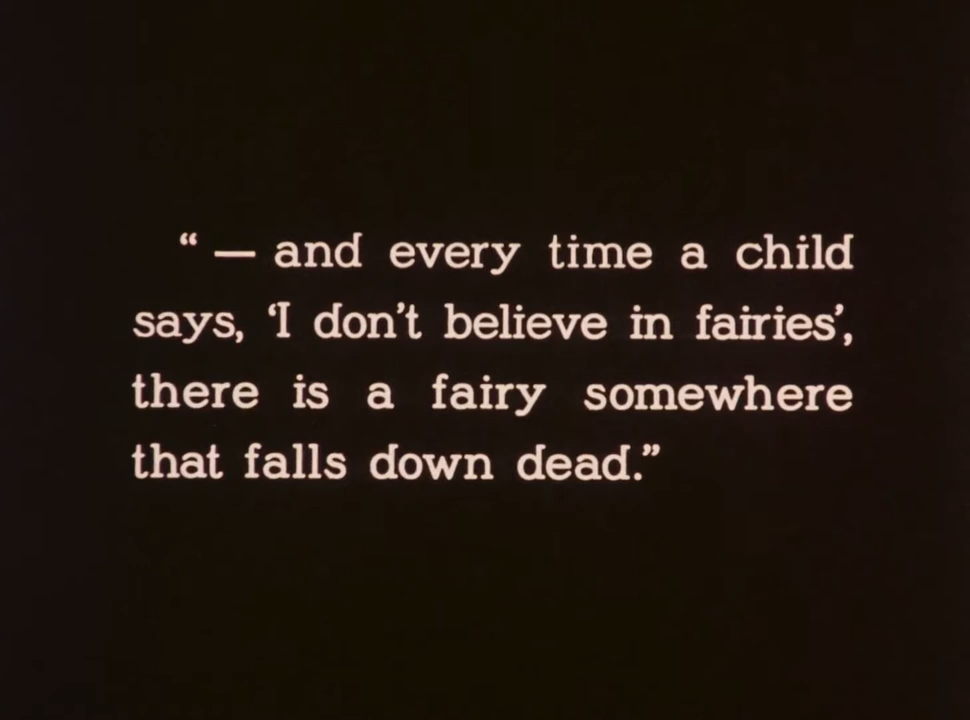 “ — and every time a child
says, ‘I don’t believe in fairies’,
there is a fairy somewhere
that falls down dead.”